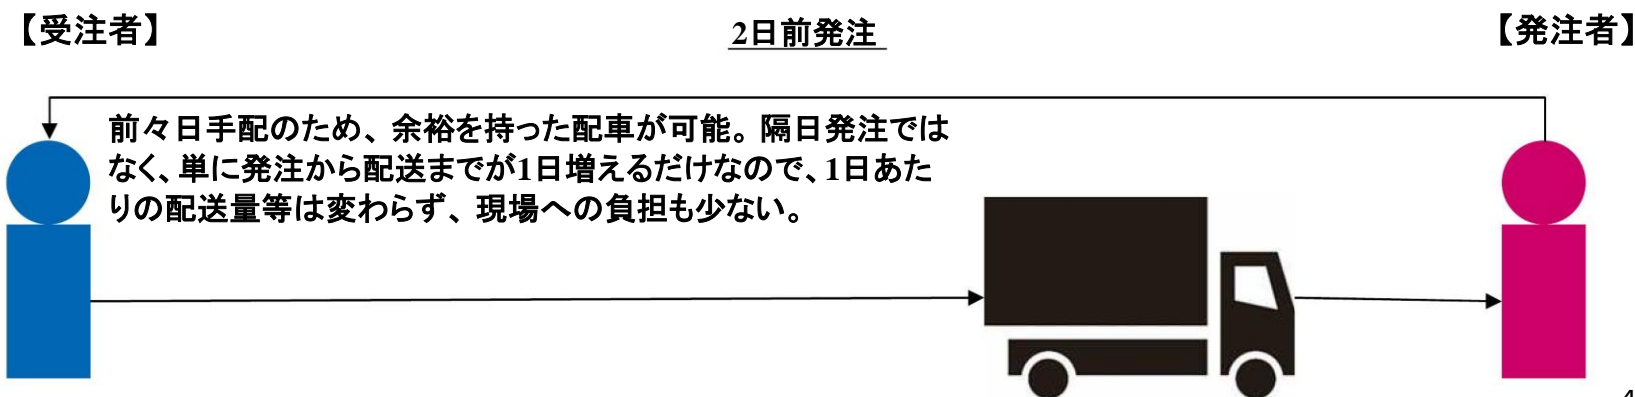 【受注者】
2日前発注
【発注者】
前々日手配のため、余裕を持った配車が可能。隔日発注では
なく、単に発注から配送までが1日増えるだけなので、1日あた
りの配送量等は変わらず、現場への負担も少ない。